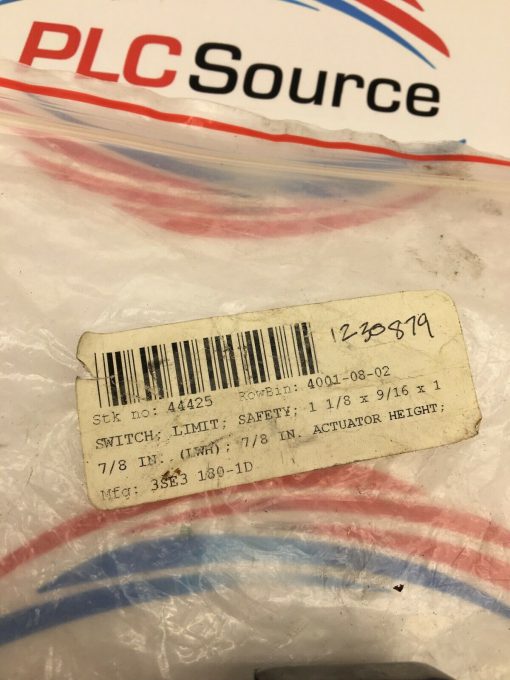 PLC Source
1230879
Stk no: 44425 RowBin: 4001-08-02
SWITCH; LIMIT; SAFETY; 1 1/8 x 9/16 x 1
7/8 IN. (LWH); 7/8 IN. ACTUATOR HEIGHT;
Mfg: 3SE3 180-1D